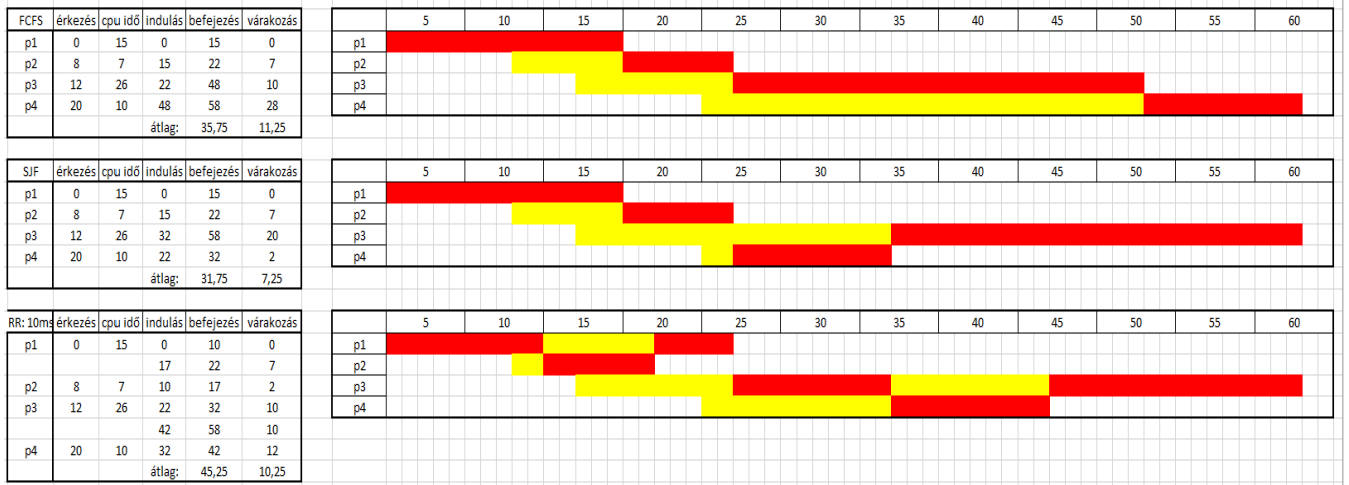 FCFS érkezés cpu idő indulás befejezés várakozás 5 10 15 20 25 30 35 40 45 50 55 60
p1 0 15 0 15 0 p1
p2 8 7 15 22 7 p2
p3 12 26 22 48 10 p3
p4 20 10 48 58 28 p4
átlag: 35,75 11,25
SJF érkezés cpu idő indulás befejezés várakozás 5 10 15 20 25 30 35 40 45 50 55 60
p1 0 15 0 15 0 p1
p2 8 7 15 22 7 p2
p3 12 26 32 58 20 p3
p4 20 10 22 32 2 p4
átlag: 31,75 7,25
RR: 10ms érkezés cpu idő indulás befejezés várakozás 5 10 15 20 25 30 35 40 45 50 55 60
p1 0 15 0 10 0 p1
17 22 7 p2
p2 8 7 10 17 2 p3
p3 12 26 22 32 10 p4
42 58 10
p4 20 10 32 42 12
átlag: 45,25 10,25